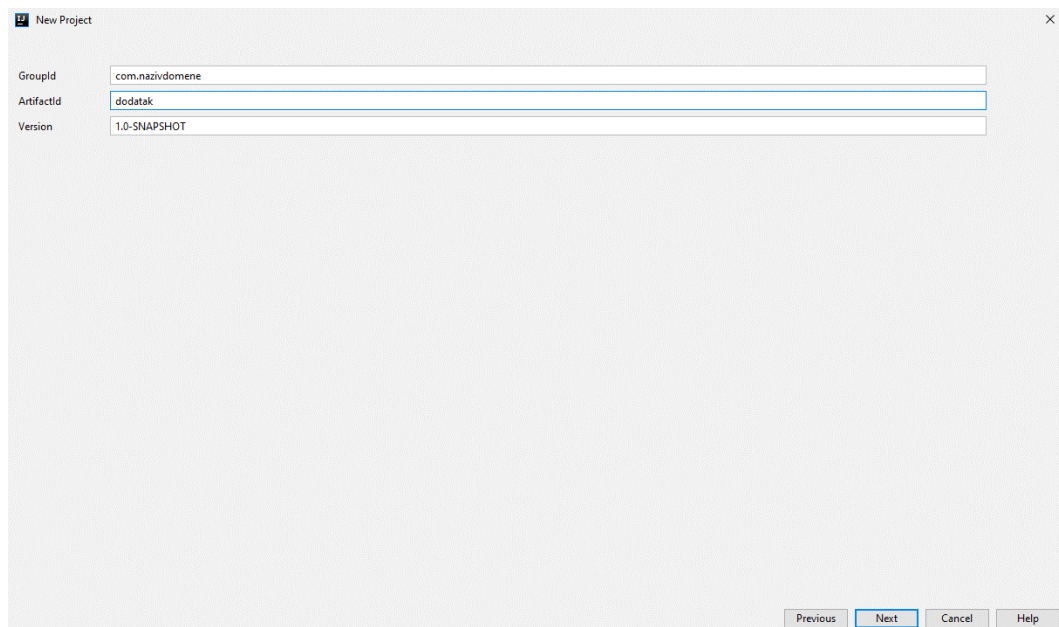 New Project
GroupId com.nazivdomene
ArtifactId dodatak
Version 1.0-SNAPSHOT
Previous Next Cancel Help